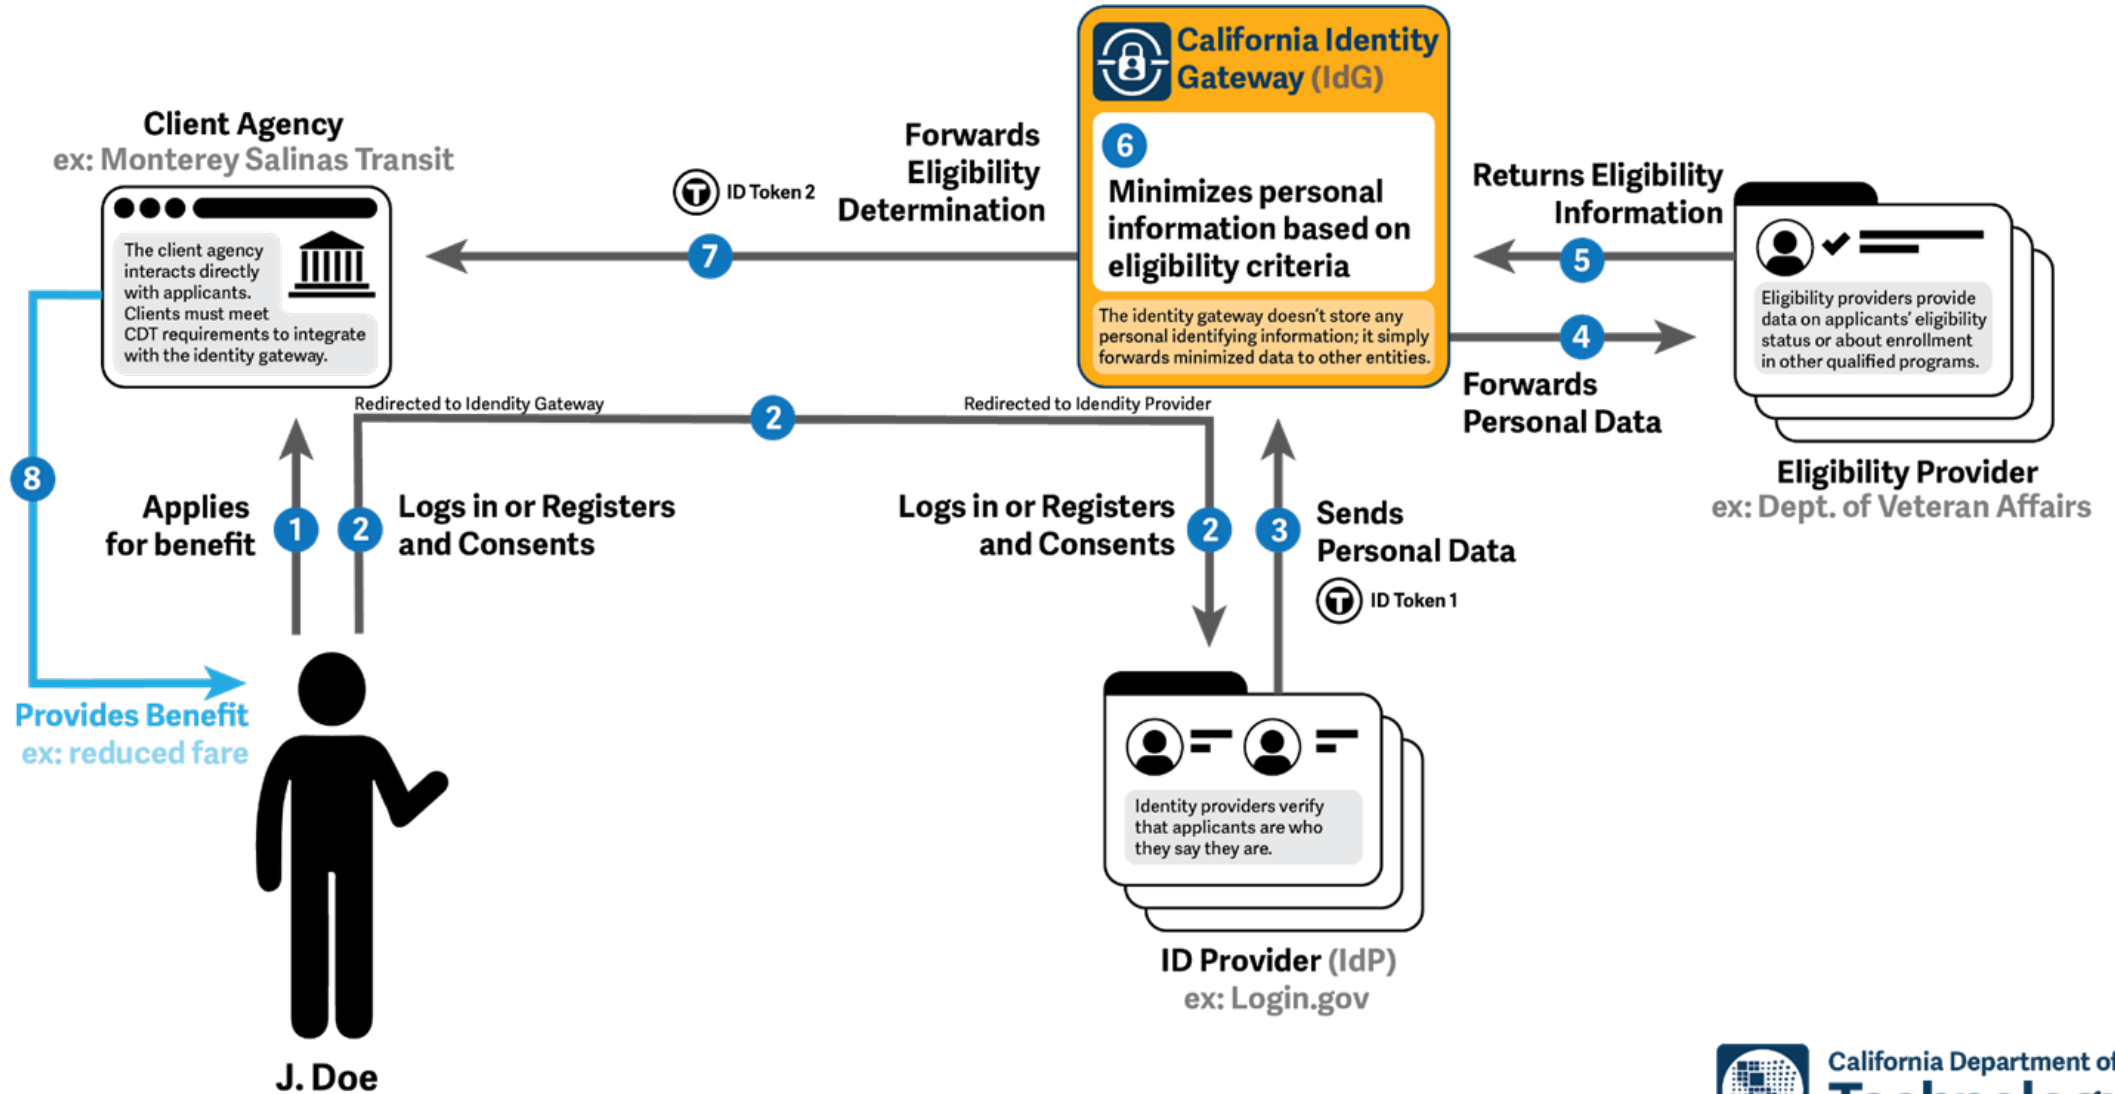 California Identity
Gateway (IdG)
6
Minimizes personal
information based on
eligibility criteria
The identity gateway doesn't store any
personal identifying information; it simply
forwards minimized data to other entities.
Client Agency
ex: Monterey Salinas Transit
The client agency
interacts directly
with applicants.
Clients must meet
CDT requirements to integrate
with the identity gateway.
ID Token 2
Forwards
Eligibility
Determination
7
Returns Eligibility
Information
5
4
Forwards
Personal Data
Eligibility providers provide
data on applicants' eligibility
status or about enrollment
in other qualified programs.
Eligibility Provider
ex: Dept. of Veteran Affairs
Redirected to Idendity Gateway
2
Redirected to Idendity Provider
8
Applies
for benefit
1
2
Logs in or Registers
and Consents
Logs in or Registers
and Consents
2
3
Sends
Personal Data
ID Token 1
Provides Benefit
ex: reduced fare
Identity providers verify
that applicants are who
they say they are.
ID Provider (IdP)
ex: Login.gov
J. Doe
California Department of